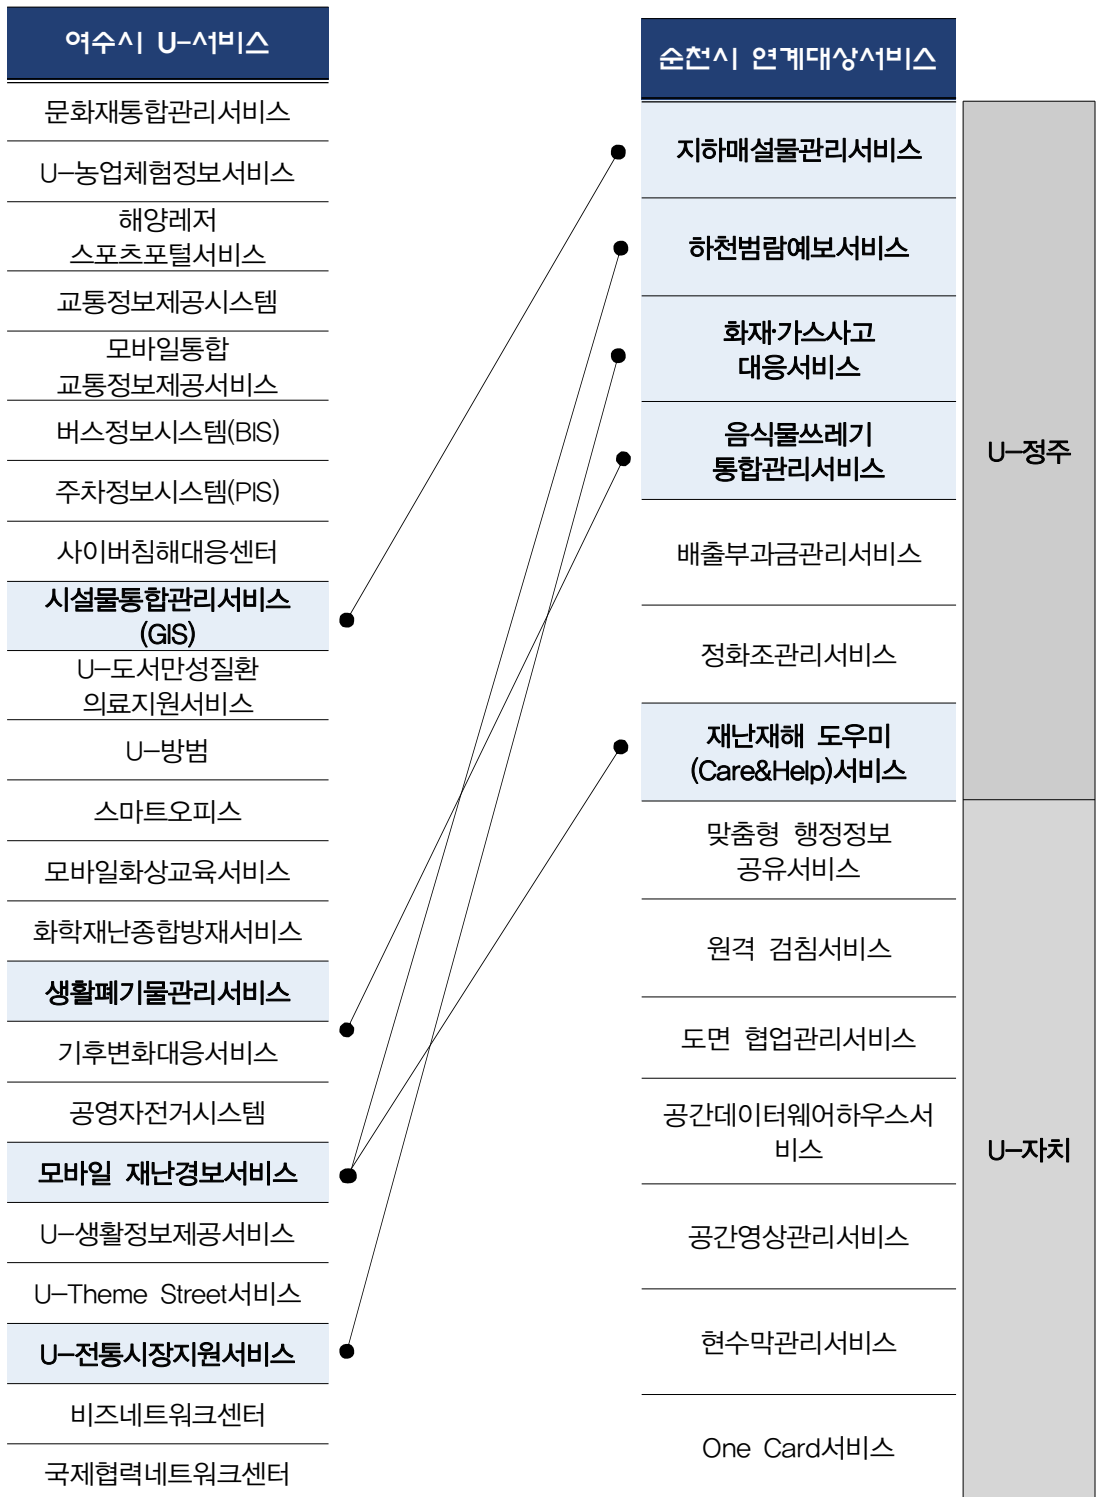 여수시 U-서비스
문화재통합관리서비스
U-농업체험정보서비스
해양레저
스포츠포털서비스
교통정보제공시스템
모바일통합
교통정보제공서비스
버스정보시스템(BIS)
주차정보시스템(PIS)
사이버침해대응센터
시설물통합관리서비스
(GIS)
U-도서만성질환
의료지원서비스
U-방범
스마트오피스
모바일화상교육서비스
화학재난종합방재서비스
생활폐기물관리서비스
기후변화대응서비스
공영자전거시스템
모바일 재난경보서비스
U-생활정보제공서비스
U-Theme Street서비스
U-전통시장지원서비스
비즈네트워크센터
국제협력네트워크센터
순천시 연계대상서비스
지하매설물관리서비스
하천범람예보서비스
화재·가스사고
대응서비스
음식물쓰레기
통합관리서비스
배출부과금관리서비스
정화조관리서비스
재난재해 도우미
(Care&Help)서비스
맞춤형 행정정보
공유서비스
원격 검침서비스
도면 협업관리서비스
공간데이터웨어하우스서
비스
공간영상관리서비스
현수막관리서비스
One Card서비스
U-정주
U-자치